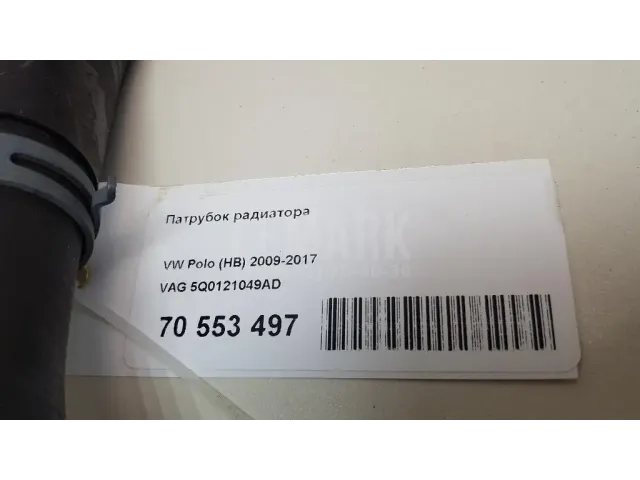 Патрубок радиатора
VW Polo (HB) 2009-2017
VAG 5Q0121049AD
70 553 497